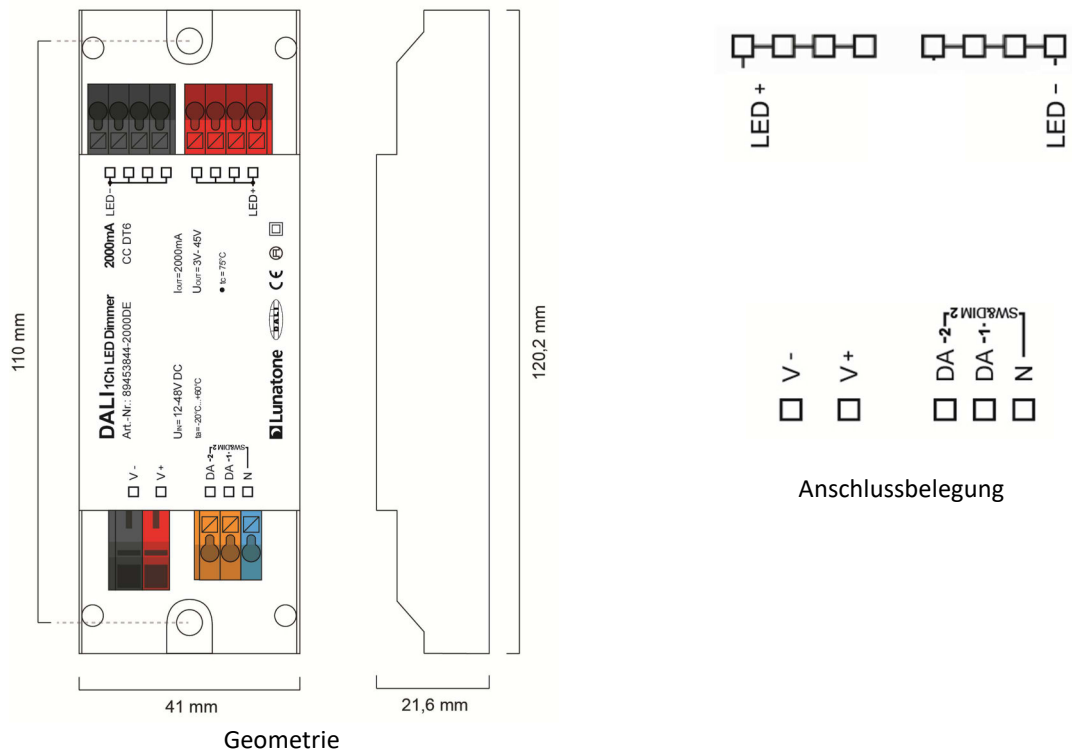 LED -
LED +
2000mA
CC DT6
IOUT=2000mA
UOUT=3V- 45V
● tc = 75°C
DALI 1Ch LED Dimmer
Art.-Nr.: 89453844-2000DE
UIN= 12-48V DC
ta=-20°C...+60°C
DALI
CE
R
Lunatone
V -
V +
DA -2-
DA -1-
N
SW&DIM 2
110 mm
120,2 mm
41 mm
21,6 mm
Geometrie
LED +
LED -
V -
V +
DA -2-
DA -1-
N
SW&DIM 2
Anschlussbelegung